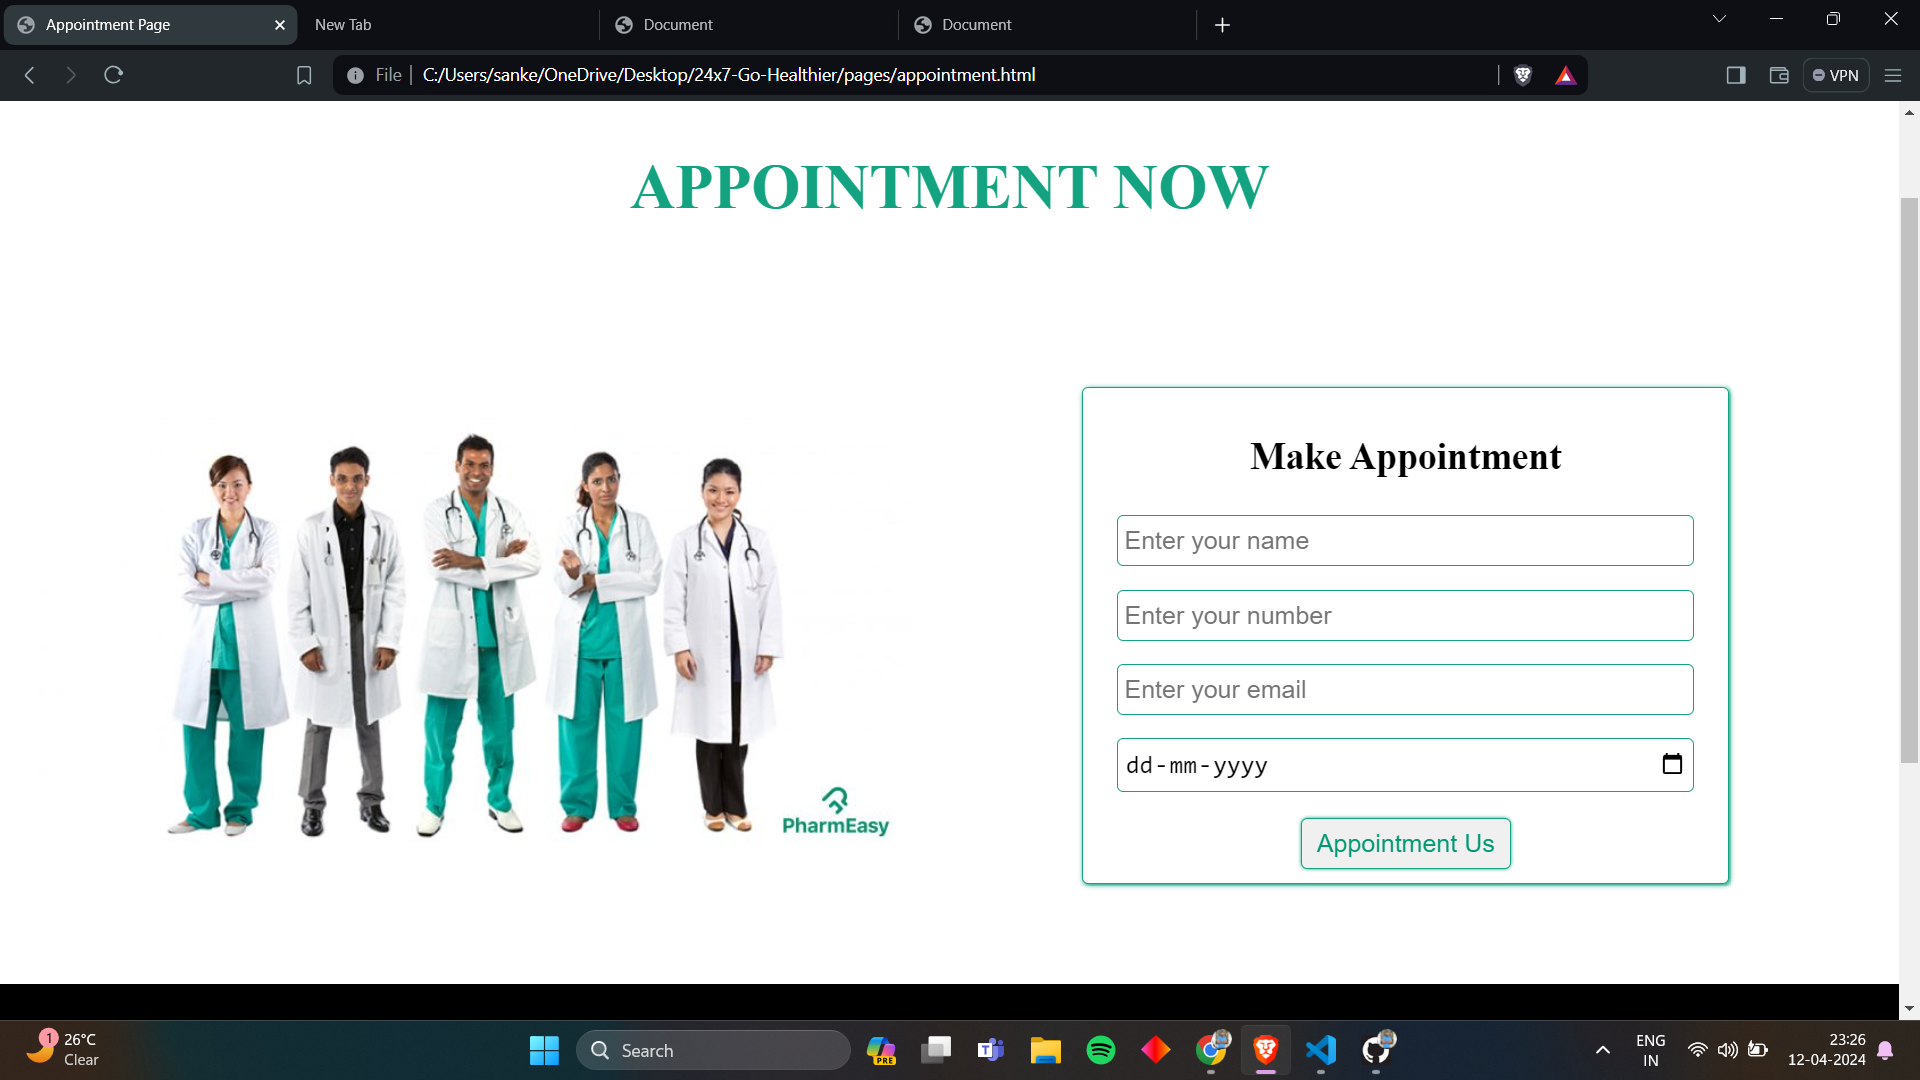 Appointment Page
New Tab
Document
Document
File
C:/Users/sanke/OneDrive/Desktop/24x7-Go-Healthier/pages/appointment.html
VPN
APPOINTMENT NOW
PharmEasy
Make Appointment
Enter your name
Enter your number
Enter your email
dd-mm-yyyy
Appointment Us
1
26°C
Clear
Search
PRE
ENG
IN
23:26
12-04-2024